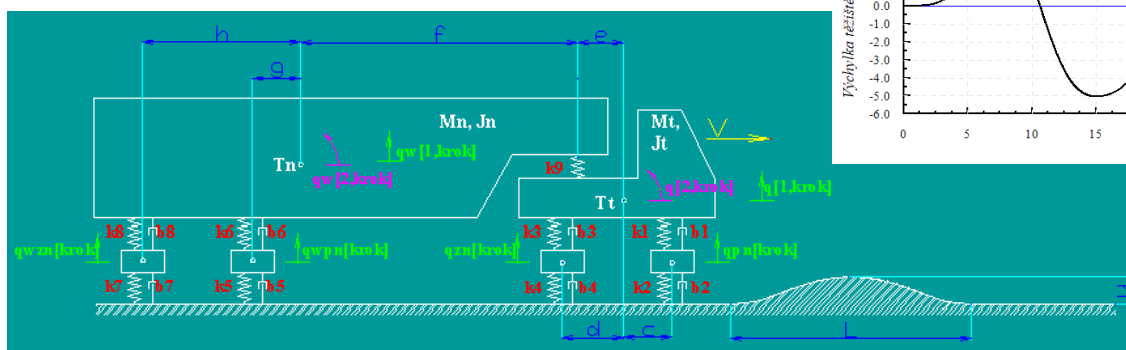 h
f
e
g
Mn, Jn
Mt,
Jt
V
Tn
qw[1,krok]
qw[2,krok]
k9
q[2,krok]
q[1,krok]
Tt
k8
b8
k6
b6
k3
b3
k1
b1
qwzn[krok]
qwpn[krok]
qzn[krok]
qpn[krok]
k7
b7
k5
b5
k4
b4
k2
b2
d
c
L
Výchylka těžiště
0.0
-1.0
-2.0
-3.0
-4.0
-5.0
-6.0
0
5
10
15